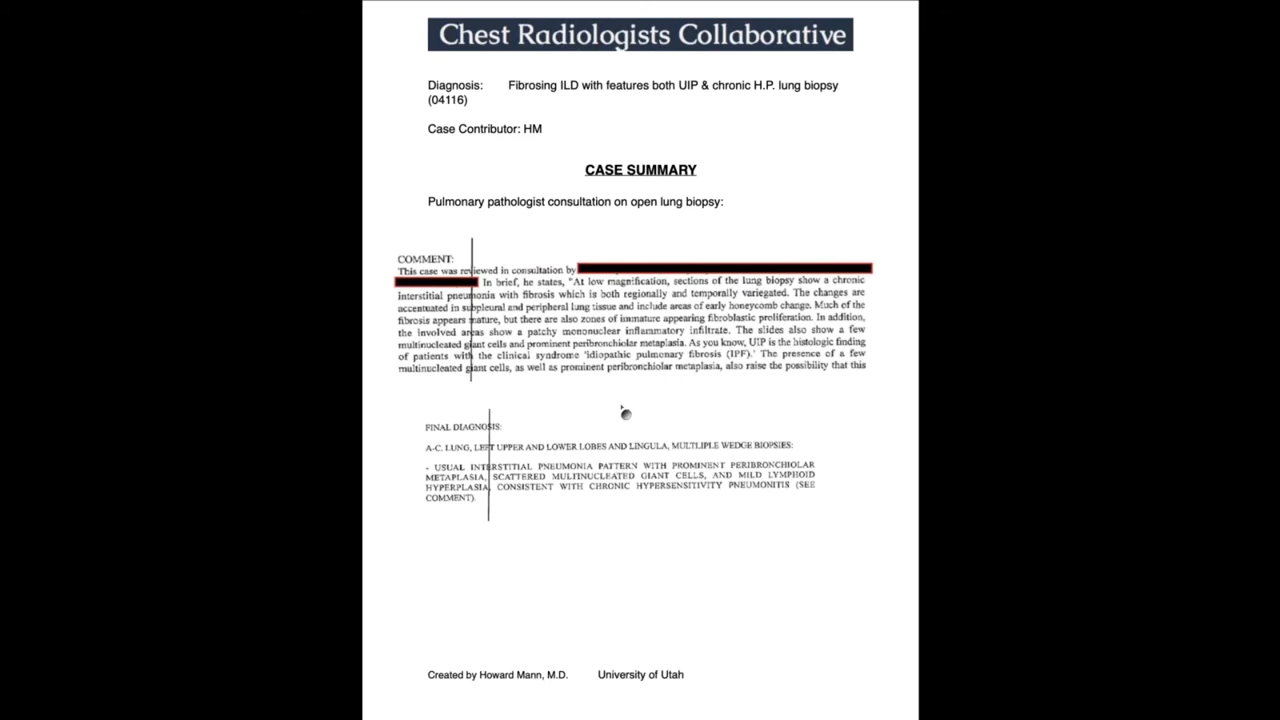 Chest Radiologists Collaborative
Diagnosis: Fibrosing ILD with features both UIP & chronic H.P. lung biopsy
(04116)
Case Contributor: HM
CASE SUMMARY
Pulmonary pathologist consultation on open lung biopsy:
COMMENT:
This case was reviewed in consultation by
In brief, he states, "At low magnification, sections of the lung biopsy show a chronic
interstitial pneumonia with fibrosis which is both regionally and temporally variegated. The changes are
accentuated in subpleural and peripheral lung tissue and include areas of early honeycomb change. Much of the
fibrosis appears mature, but there are also zones of immature appearing fibroblastic proliferation. In addition,
the involved areas show a patchy mononuclear inflammatory infiltrate. The slides also show a few
multinucleated giant cells and prominent peribronchiolar metaplasia. As you know, UIP is the histologic finding
of patients with the clinical syndrome 'idiopathic pulmonary fibrosis (IPF).' The presence of a few
multinucleated giant cells, as well as prominent peribronchiolar metaplasia, also raise the possibility that this
FINAL DIAGNOSIS:
A-C. LUNG, LEFT UPPER AND LOWER LOBES AND LINGULA, MULTLIPLE WEDGE BIOPSIES:
- USUAL INTERSTITIAL PNEUMONIA PATTERN WITH PROMINENT PERIBRONCHIOLAR
METAPLASIA, SCATTERED MULTINUCLEATED GIANT CELLS, AND MILD LYMPHOID
HYPERPLASIA, CONSISTENT WITH CHRONIC HYPERSENSITIVITY PNEUMONITIS (SEE
COMMENT).
Created by Howard Mann, M.D. University of Utah